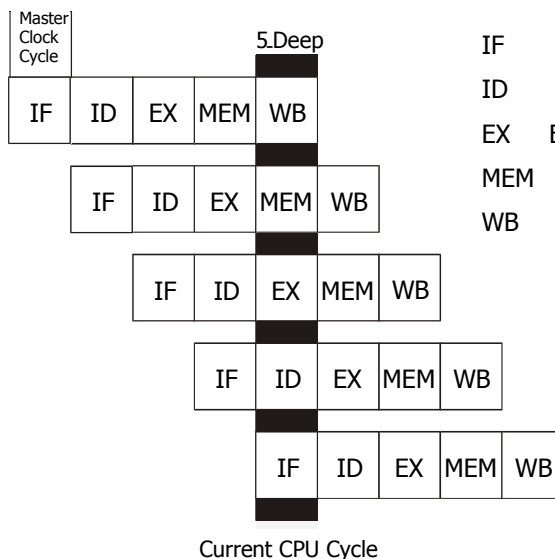 Master
Clock
Cycle
5.Deep
IF ID EX MEM WB
IF ID EX MEM WB
IF ID EX MEM WB
IF ID EX MEM WB
IF ID EX MEM WB
Current CPU Cycle
IF
ID
EX
MEM
WB